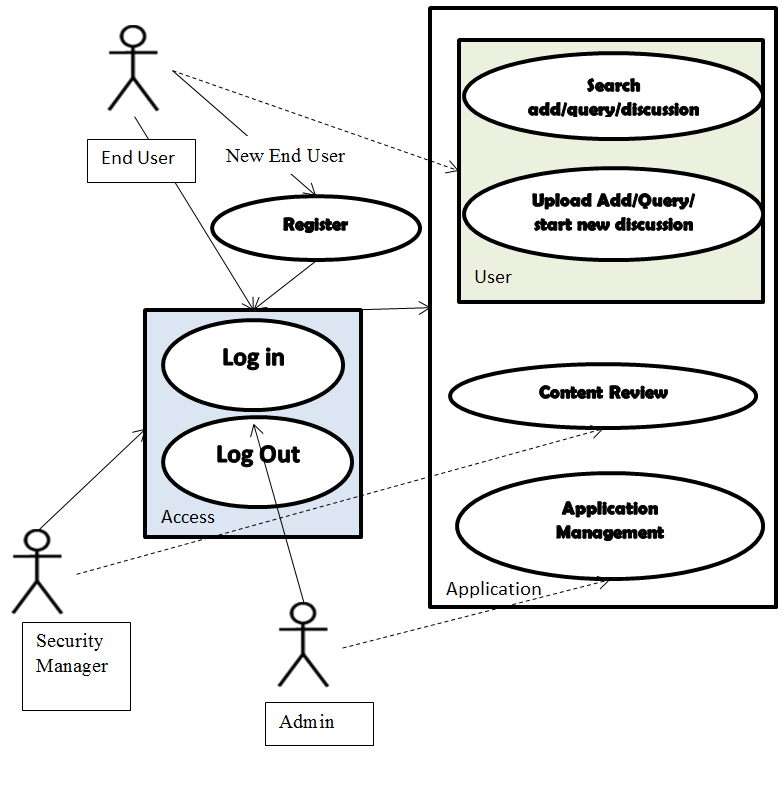 Search
add/query/discussion
End User
New End User
Upload Add/Query/
start new discussion
Register
User
Log in
Content Review
Log Out
Access
Application
Management
Application
Security
Manager
Admin